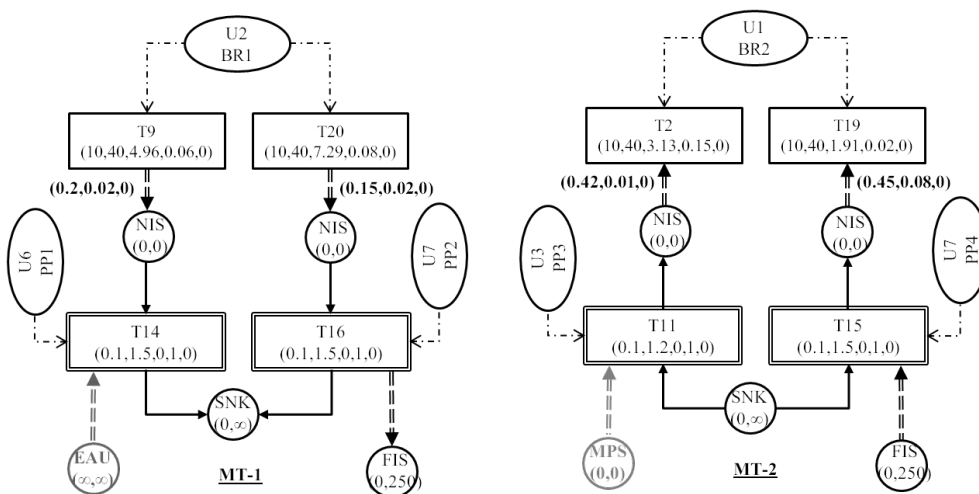 U2
BR1
T9
(10,40,4.96,0.06,0)
T20
(10,40,7.29,0.08,0)
(0.2,0.02,0)
(0.15,0.02,0)
NIS
(0,0)
NIS
(0,0)
U6
PP1
U7
PP2
T14
(0.1,1.5,0,1,0)
T16
(0.1,1.5,0,1,0)
SNK
(0,∞)
EAU
(∞,∞)
MT-1
FIS
(0,250)
U1
BR2
T2
(10,40,3.13,0.15,0)
T19
(10,40,1.91,0.02,0)
(0.42,0.01,0)
(0.45,0.08,0)
NIS
(0,0)
NIS
(0,0)
U3
PP3
U7
PP4
T11
(0.1,1.2,0,1,0)
T15
(0.1,1.5,0,1,0)
SNK
(0,∞)
MPS
(0,0)
MT-2
FIS
(0,250)